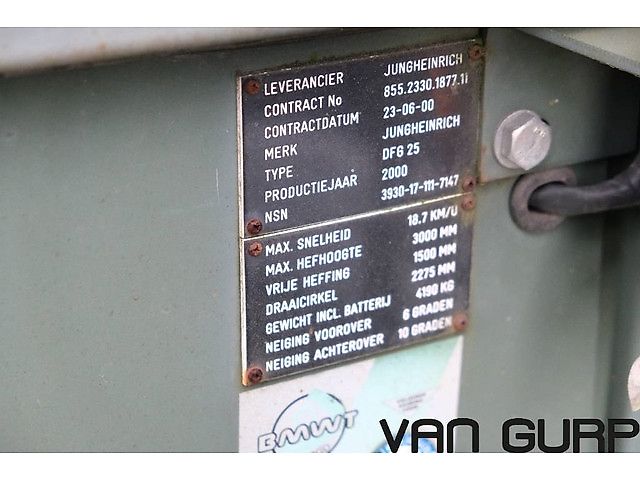 LEVERANCIER JUNGHEINRICH
CONTRACT No 855.2330.1877.11
CONTRACTDATUM 23-06-00
MERK JUNGHEINRICH
TYPE DFG 25
PRODUCTIEJAAR 2000
NSN 3930-17-111-7147
MAX. SNELHEID 18.7 KM/U
MAX. HEFHOOGTE 3000 MM
VRIJE HEFFING 1500 MM
DRAAICIRKEL 2275 MM
GEWICHT INCL. BATTERIJ 4190 KG
NEIGING VOOROVER 6 GRADEN
NEIGING ACHTEROVER 10 GRADEN
BMWT
VAN GURP